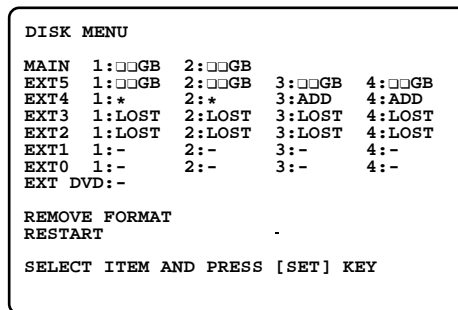 DISK MENU
MAIN 1:□□GB 2:□□GB
EXT5 1:□□GB 2:□□GB 3:□□GB 4:□□GB
EXT4 1:* 2:* 3:ADD 4:ADD
EXT3 1:LOST 2:LOST 3:LOST 4:LOST
EXT2 1:LOST 2:LOST 3:LOST 4:LOST
EXT1 1:- 2:- 3:- 4:-
EXT0 1:- 2:- 3:- 4:-
EXT DVD:-
REMOVE FORMAT
RESTART -
SELECT ITEM AND PRESS [SET] KEY